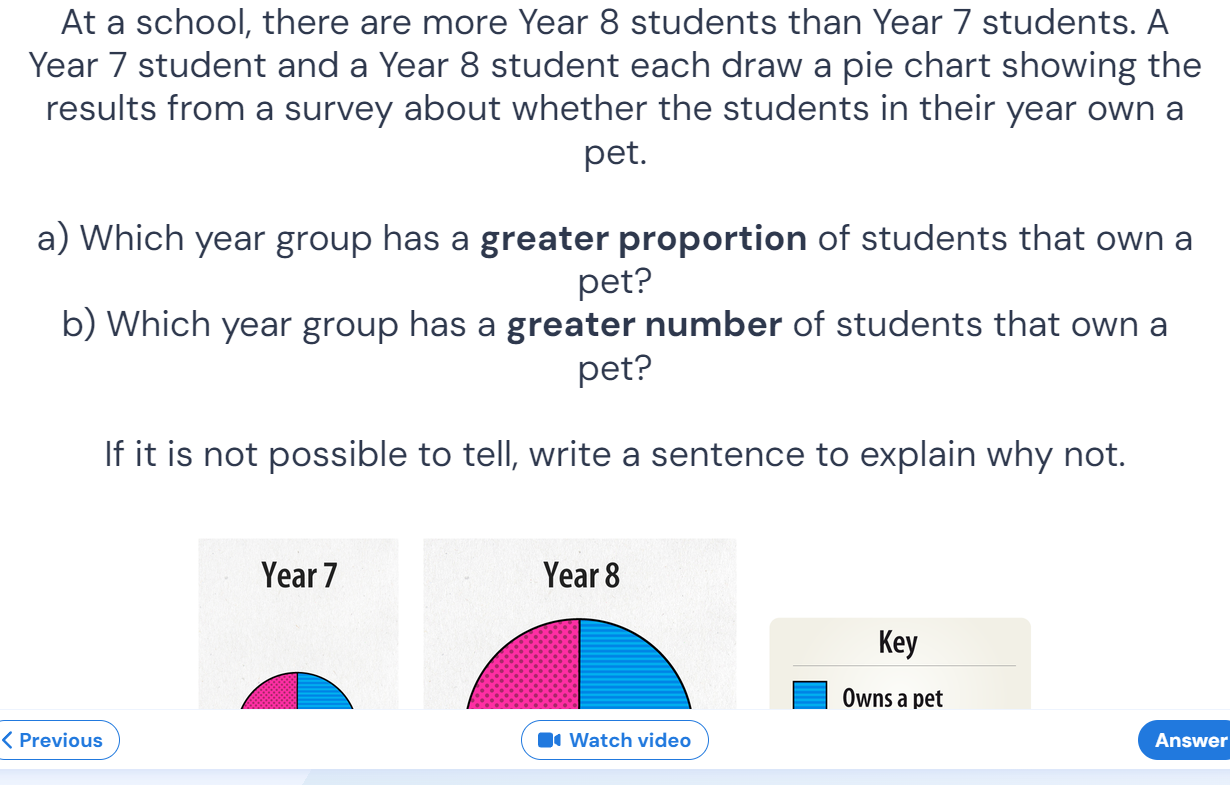 At a school, there are more Year 8 students than Year 7 students. A
Year 7 student and a Year 8 student each draw a pie chart showing the
results from a survey about whether the students in their year own a
pet.
a) Which year group has a greater proportion of students that own a
pet?
b) Which year group has a greater number of students that own a
pet?
If it is not possible to tell, write a sentence to explain why not.
Year 7
Year 8
Key
Owns a pet
Previous
Watch video
Answer